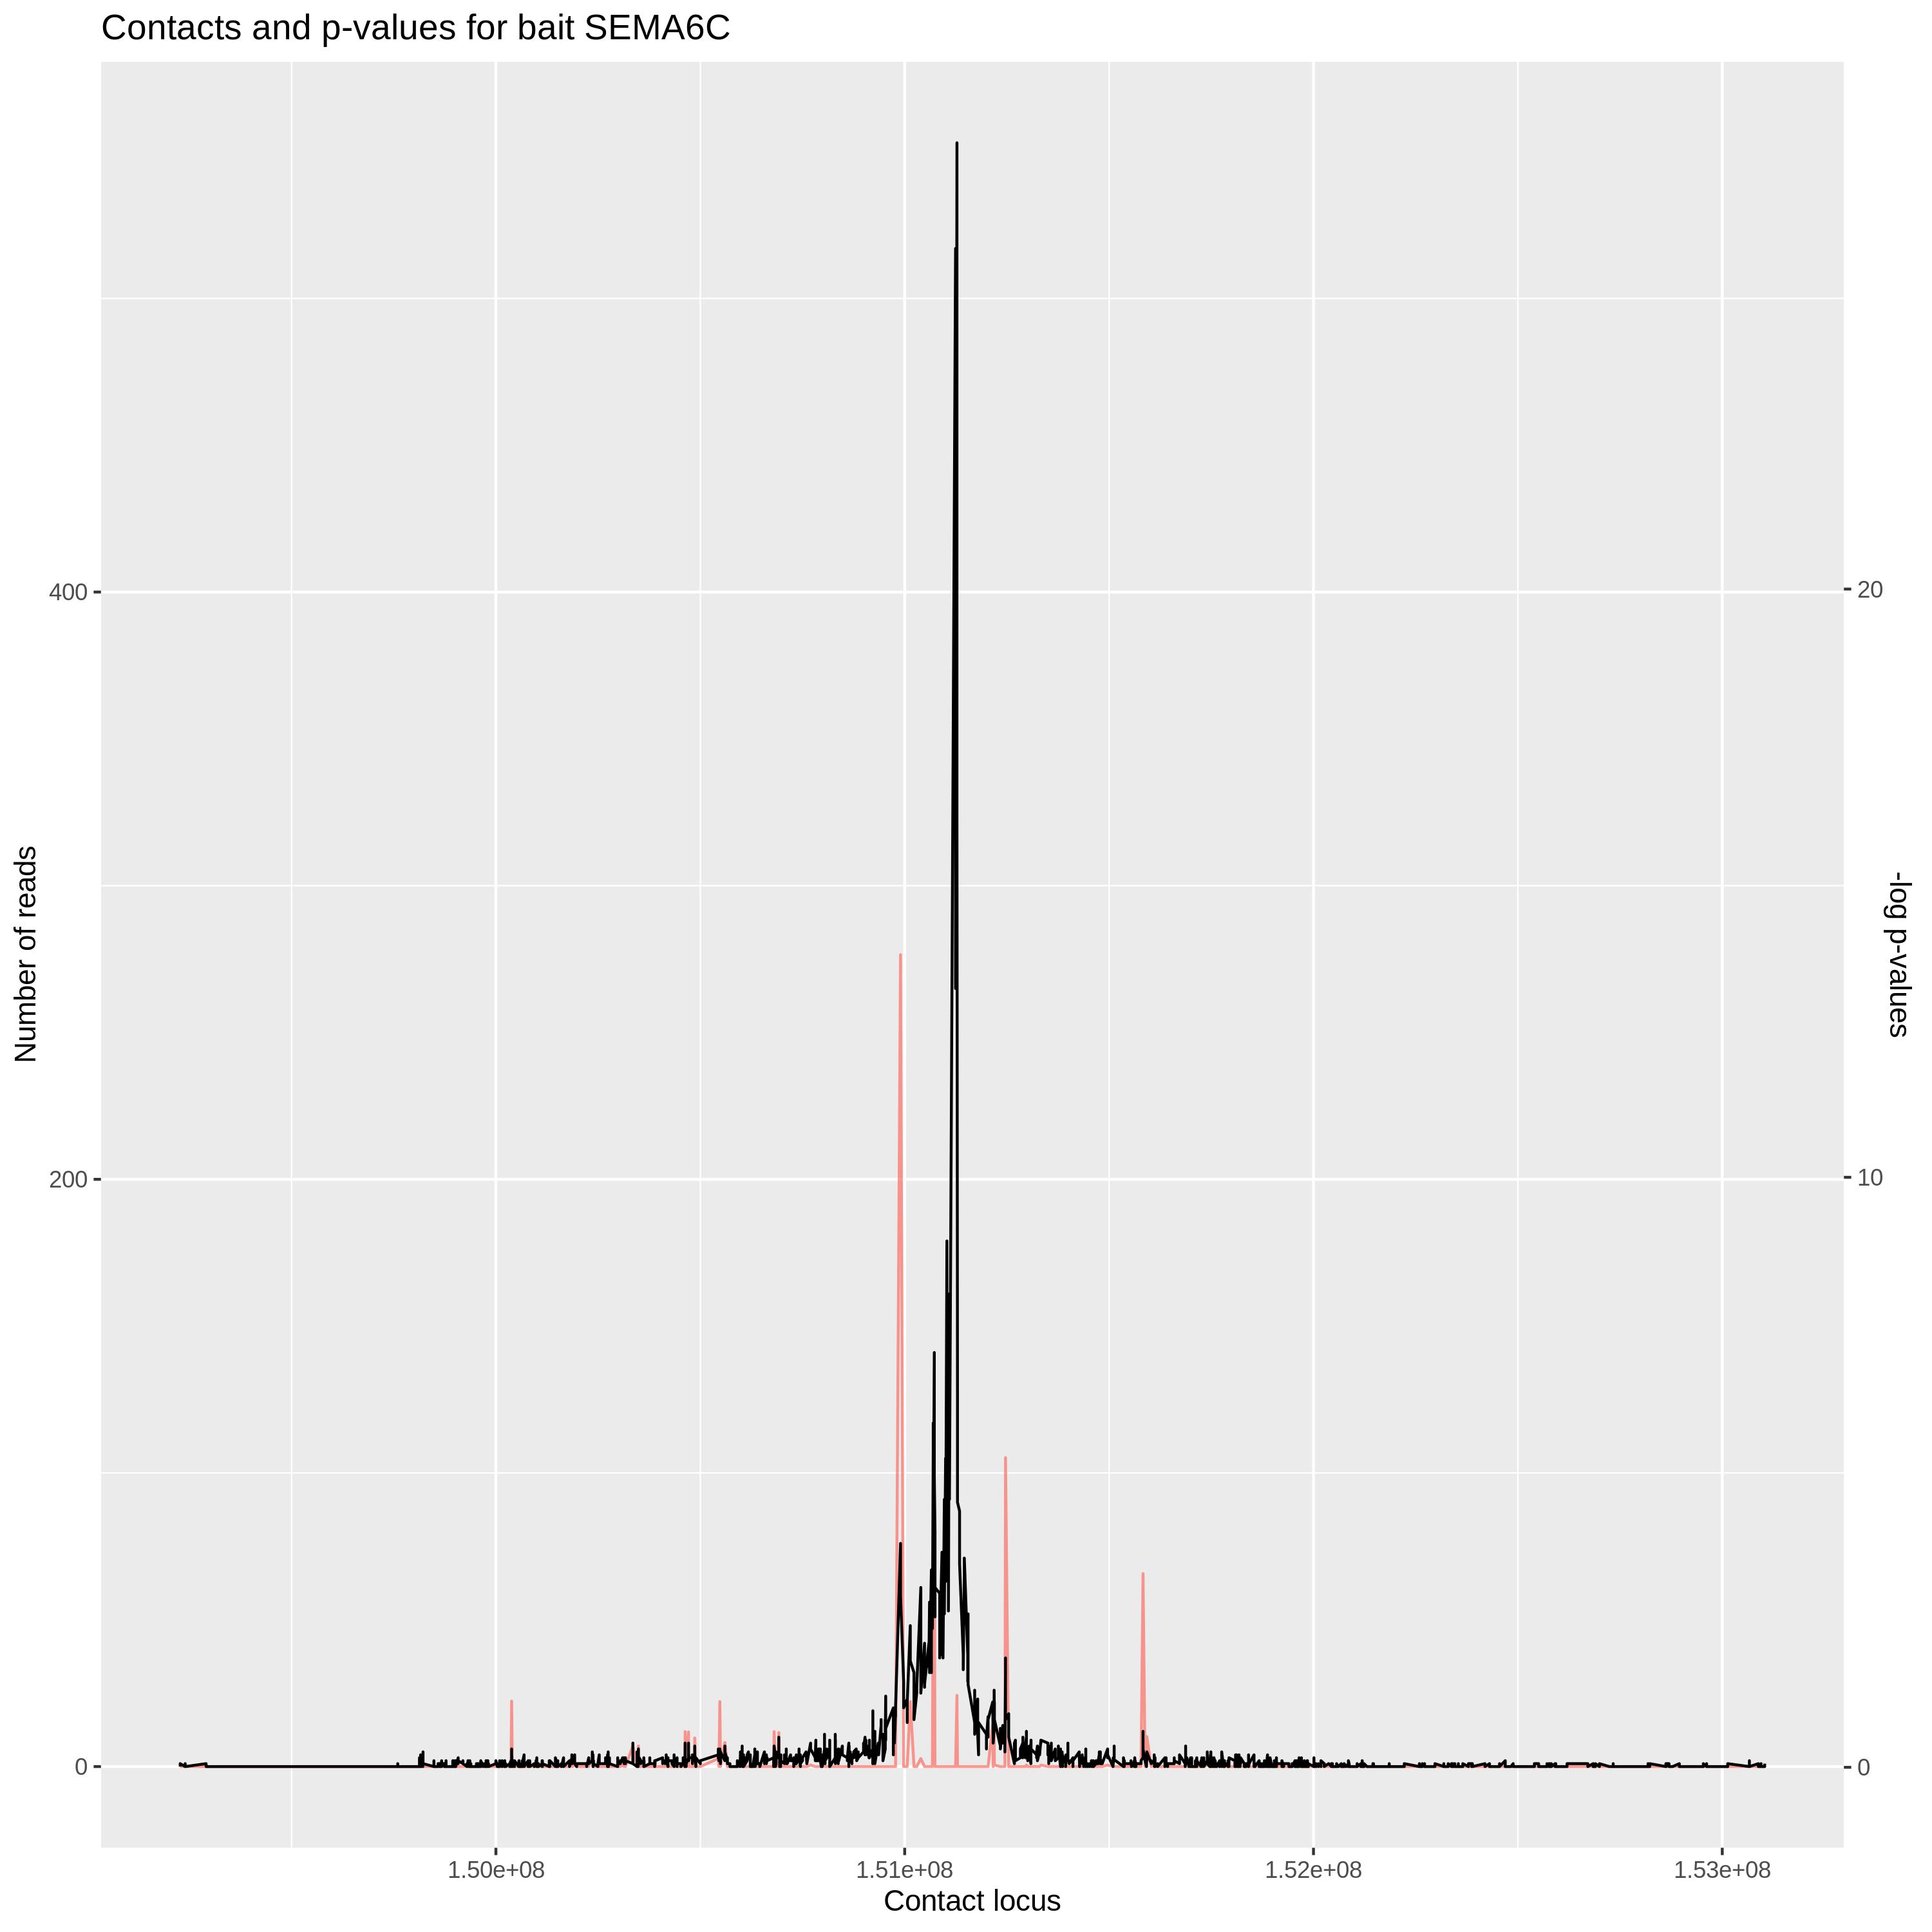 Contacts and p-values for bait SEMA6C
Number of reads
400
200
0
20
10
0
-log p-values
1.50e+08
1.51e+08
1.52e+08
1.53e+08
Contact locus